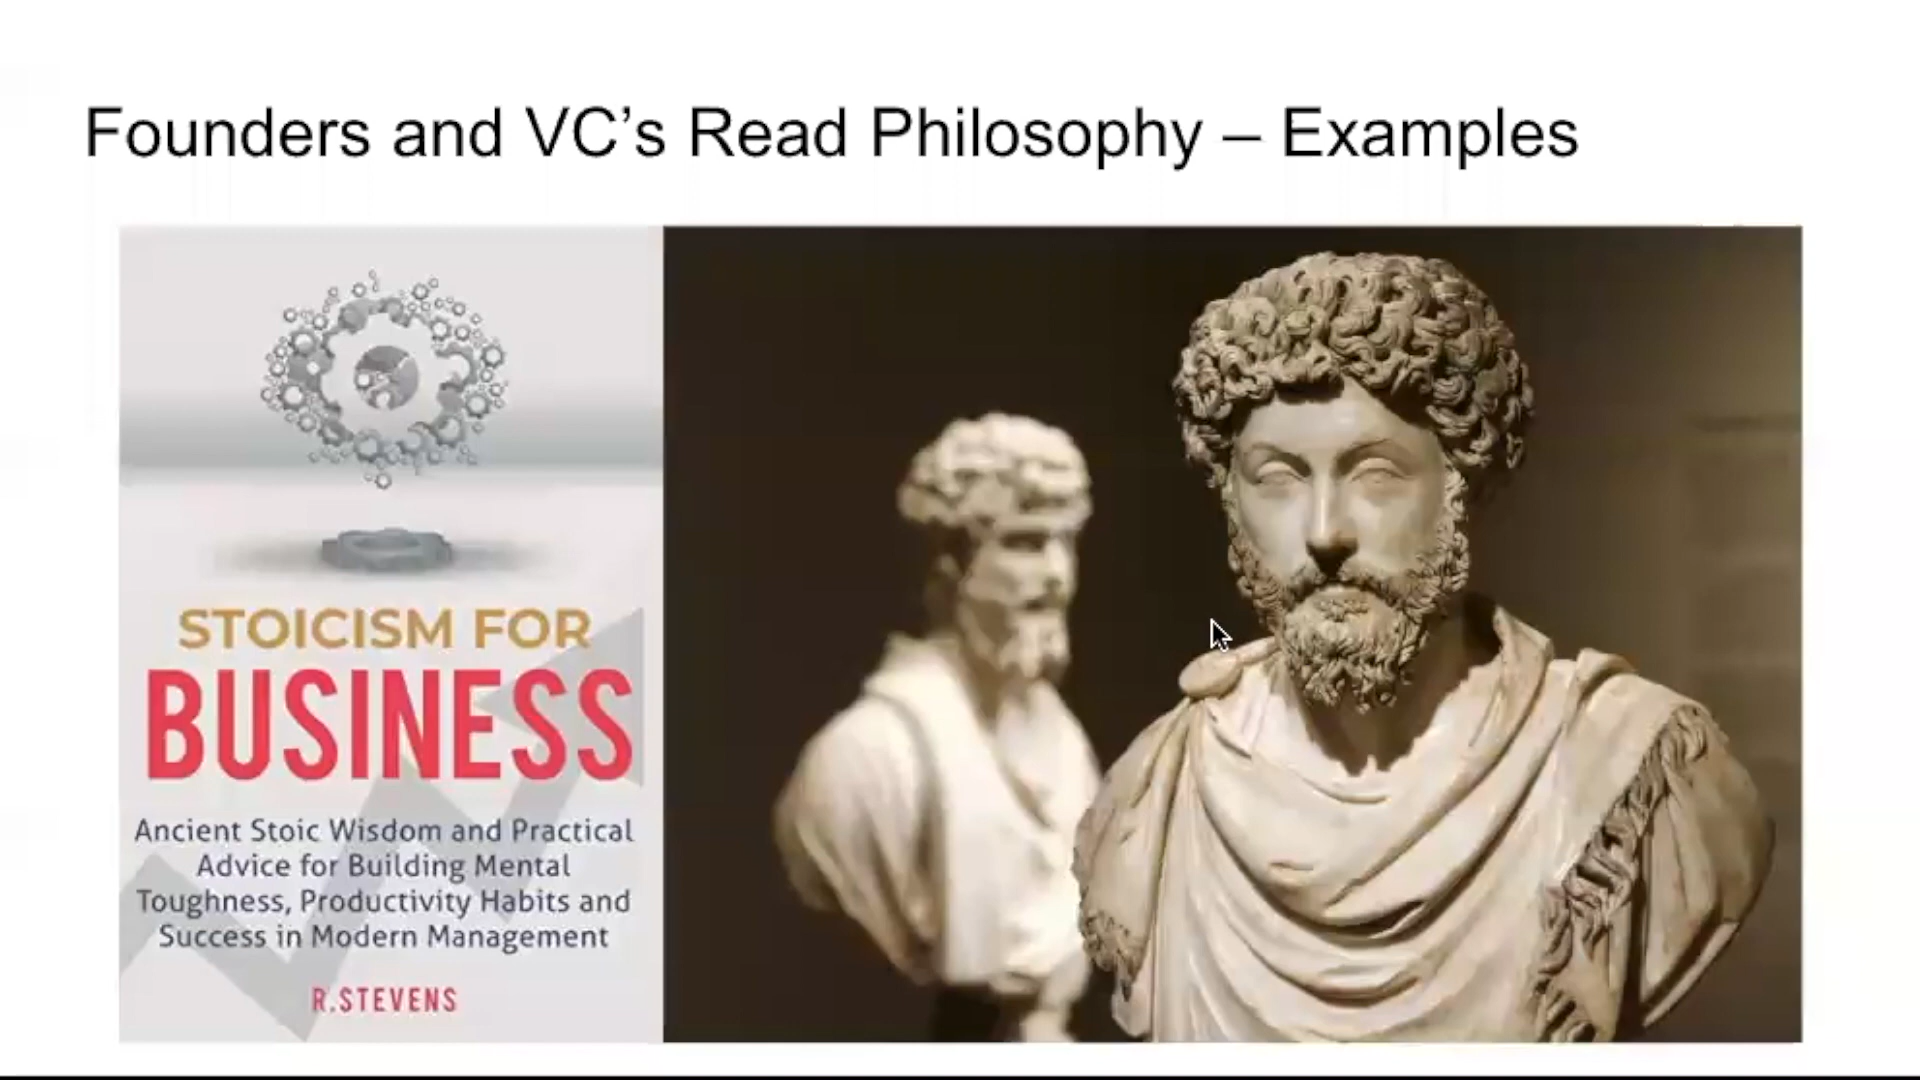 Founders and VC’s Read Philosophy – Examples
STOICISM FOR
BUSINESS
Ancient Stoic Wisdom and Practical
Advice for Building Mental
Toughness, Productivity Habits and
Success in Modern Management
R.STEVENS